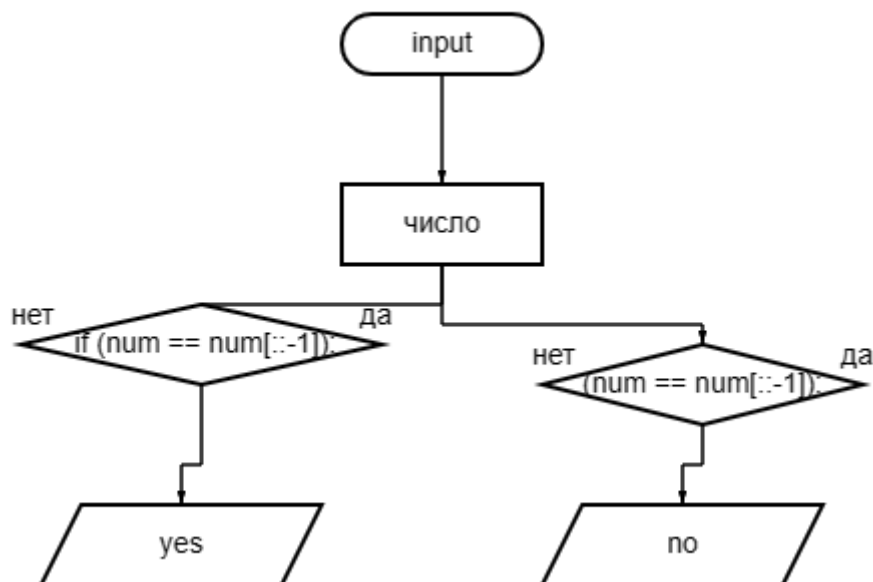 input
число
нет
да
if (num == num[::-1]):
нет
да
(num == num[::-1]):
yes
no